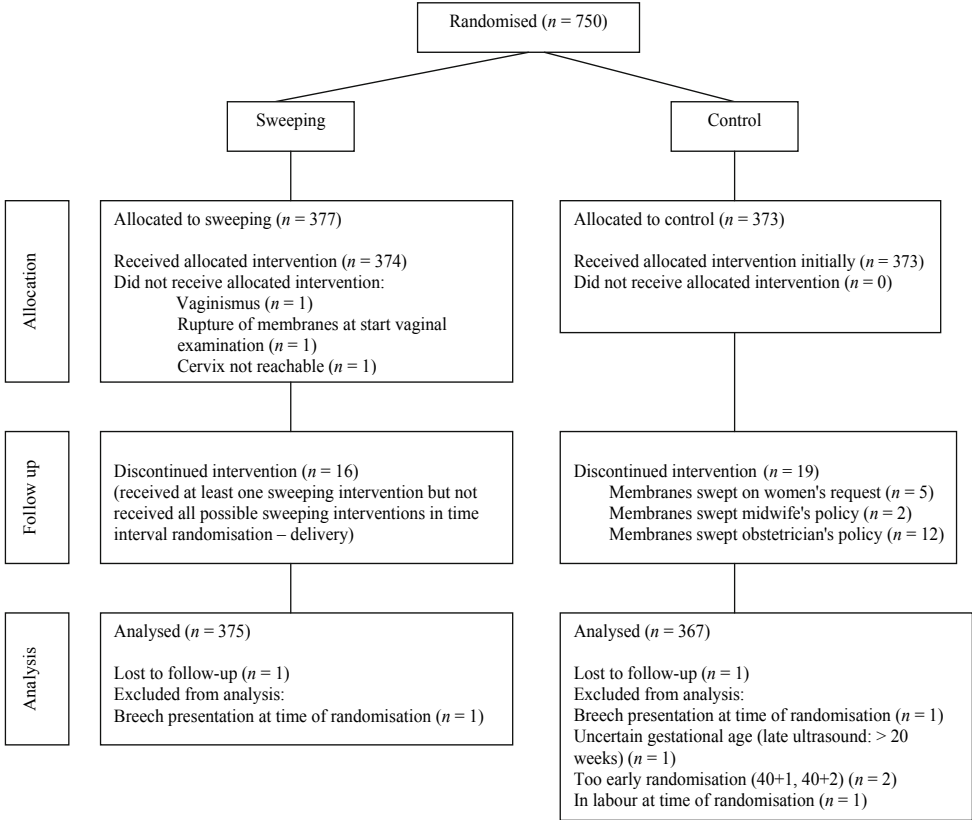 Randomised (n = 750)
Sweeping
Control
Allocation
Allocated to sweeping (n = 377)
Received allocated intervention (n = 374)
Did not receive allocated intervention:
Vaginismus (n = 1)
Rupture of membranes at start vaginal
examination (n = 1)
Cervix not reachable (n = 1)
Allocated to control (n = 373)
Received allocated intervention initially (n = 373)
Did not receive allocated intervention (n = 0)
Follow up
Discontinued intervention (n = 16)
(received at least one sweeping intervention but not
received all possible sweeping interventions in time
interval randomisation – delivery)
Discontinued intervention (n = 19)
Membranes swept on women's request (n = 5)
Membranes swept midwife's policy (n = 2)
Membranes swept obstetrician's policy (n = 12)
Analysis
Analysed (n = 375)
Lost to follow-up (n = 1)
Excluded from analysis:
Breech presentation at time of randomisation (n = 1)
Analysed (n = 367)
Lost to follow-up (n = 1)
Excluded from analysis:
Breech presentation at time of randomisation (n = 1)
Uncertain gestational age (late ultrasound: > 20
weeks) (n = 1)
Too early randomisation (40+1, 40+2) (n = 2)
In labour at time of randomisation (n = 1)